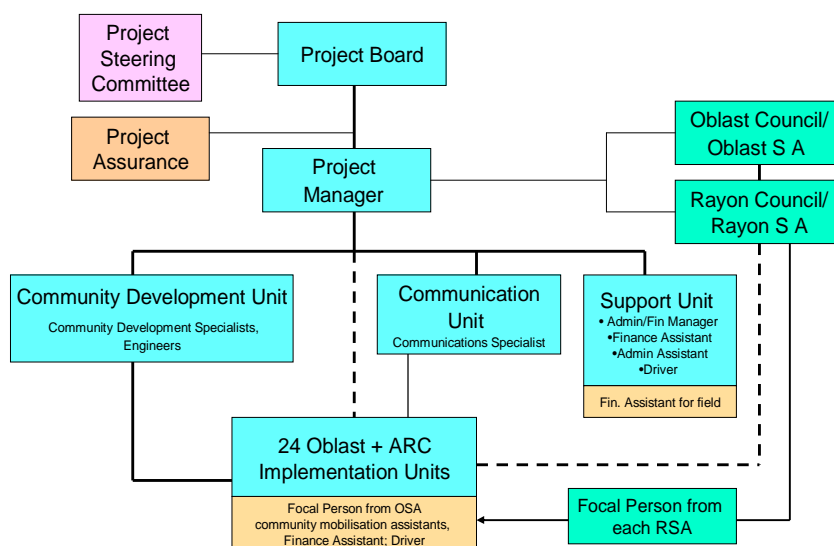 Project
Steering
Committee
Project Board
Project
Assurance
Project
Manager
Oblast Council/
Oblast S A
Rayon Council/
Rayon S A
Community Development Unit
Community Development Specialists,
Engineers
Communication
Unit
Communications Specialist
Support Unit
• Admin/Fin Manager
•Finance Assistant
•Admin Assistant
•Driver
Fin. Assistant for field
24 Oblast + ARC
Implementation Units
Focal Person from OSA
community mobilisation assistants,
Finance Assistant; Driver
Focal Person from
each RSA